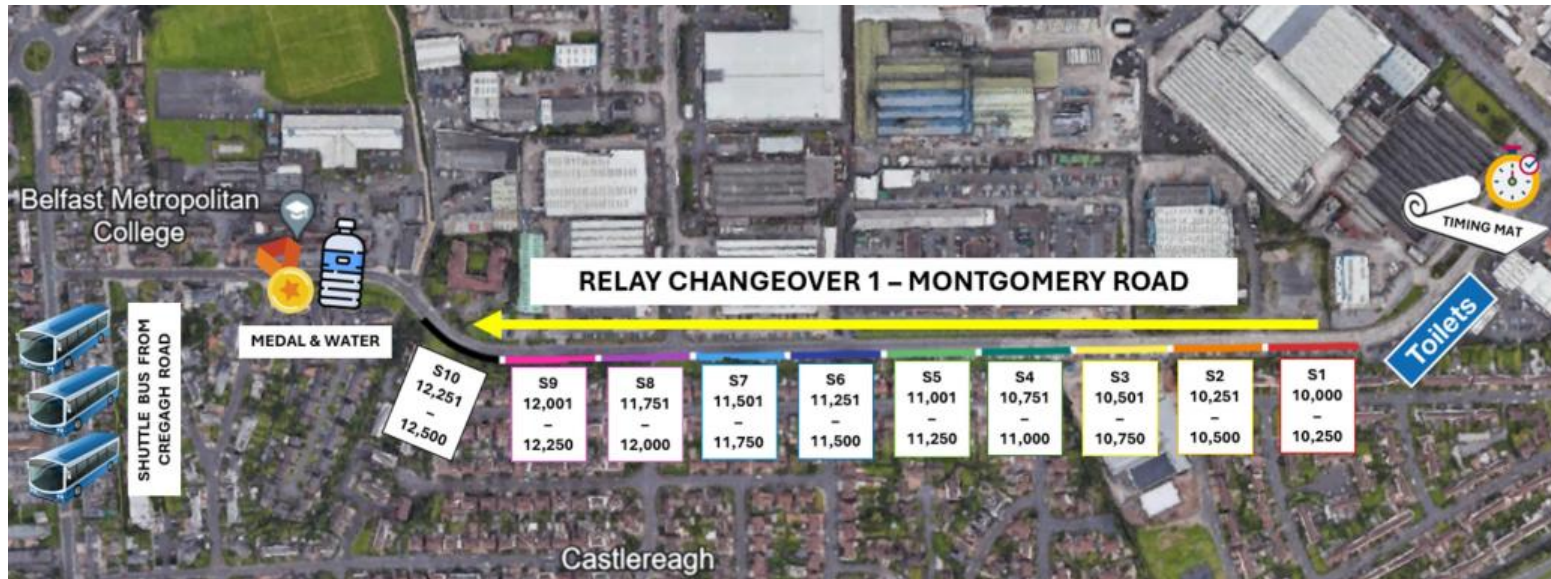 Belfast Metropolitan
College
TIMING MAT
RELAY CHANGEOVER 1 – MONTGOMERY ROAD
Toilets
MEDAL & WATER
SHUTTLE BUS FROM
CREGAGH ROAD
S10
12,251
–
12,500
S9
12,001
–
12,250
S8
11,751
–
12,000
S7
11,501
–
11,750
S6
11,251
–
11,500
S5
11,001
–
11,250
S4
10,751
–
11,000
S3
10,501
–
10,750
S2
10,251
–
10,500
S1
10,000
–
10,250
Castlereagh